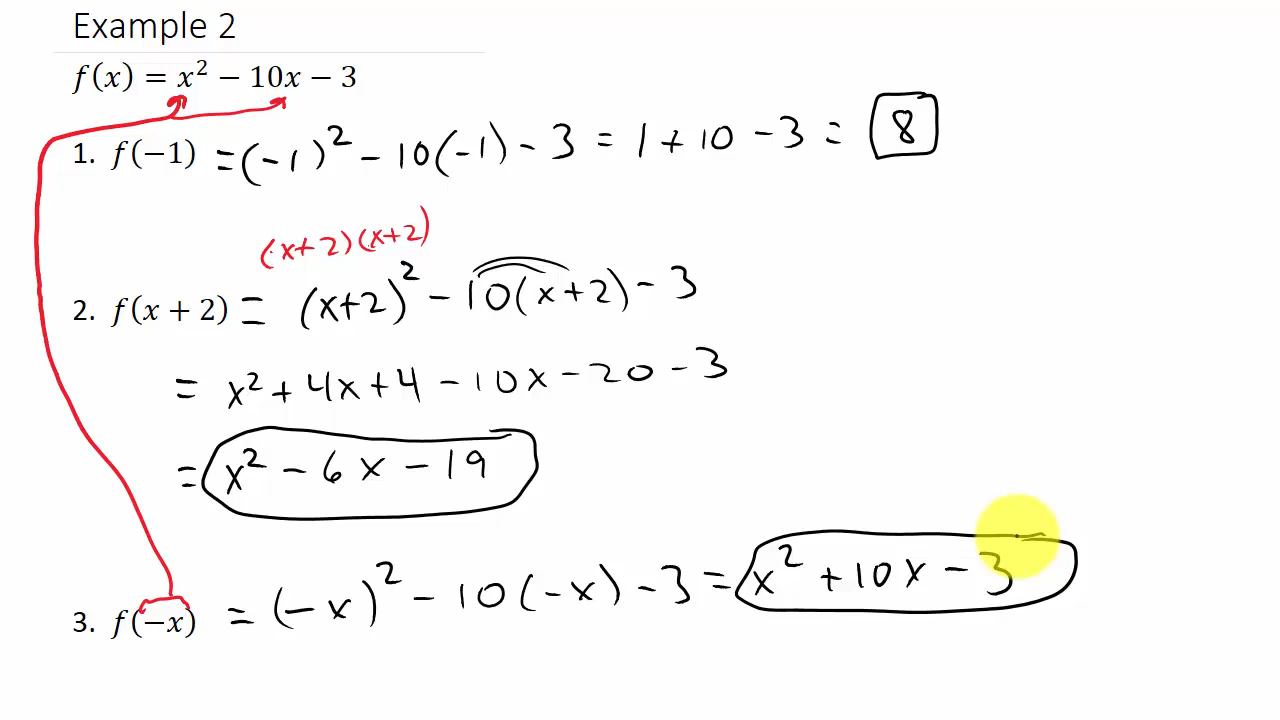 Example 2
f(x) = x² − 10x − 3
1. f(−1) = (-1)² - 10(-1) - 3 = 1 + 10 - 3 = 8
(x+2)(x+2)
2. f(x + 2) = (x+2)² - 10(x+2) - 3
= x² + 4x + 4 - 10x - 20 - 3
= x² - 6x - 19
3. f(−x) = (-x)² - 10(-x) - 3 = x² + 10x - 3